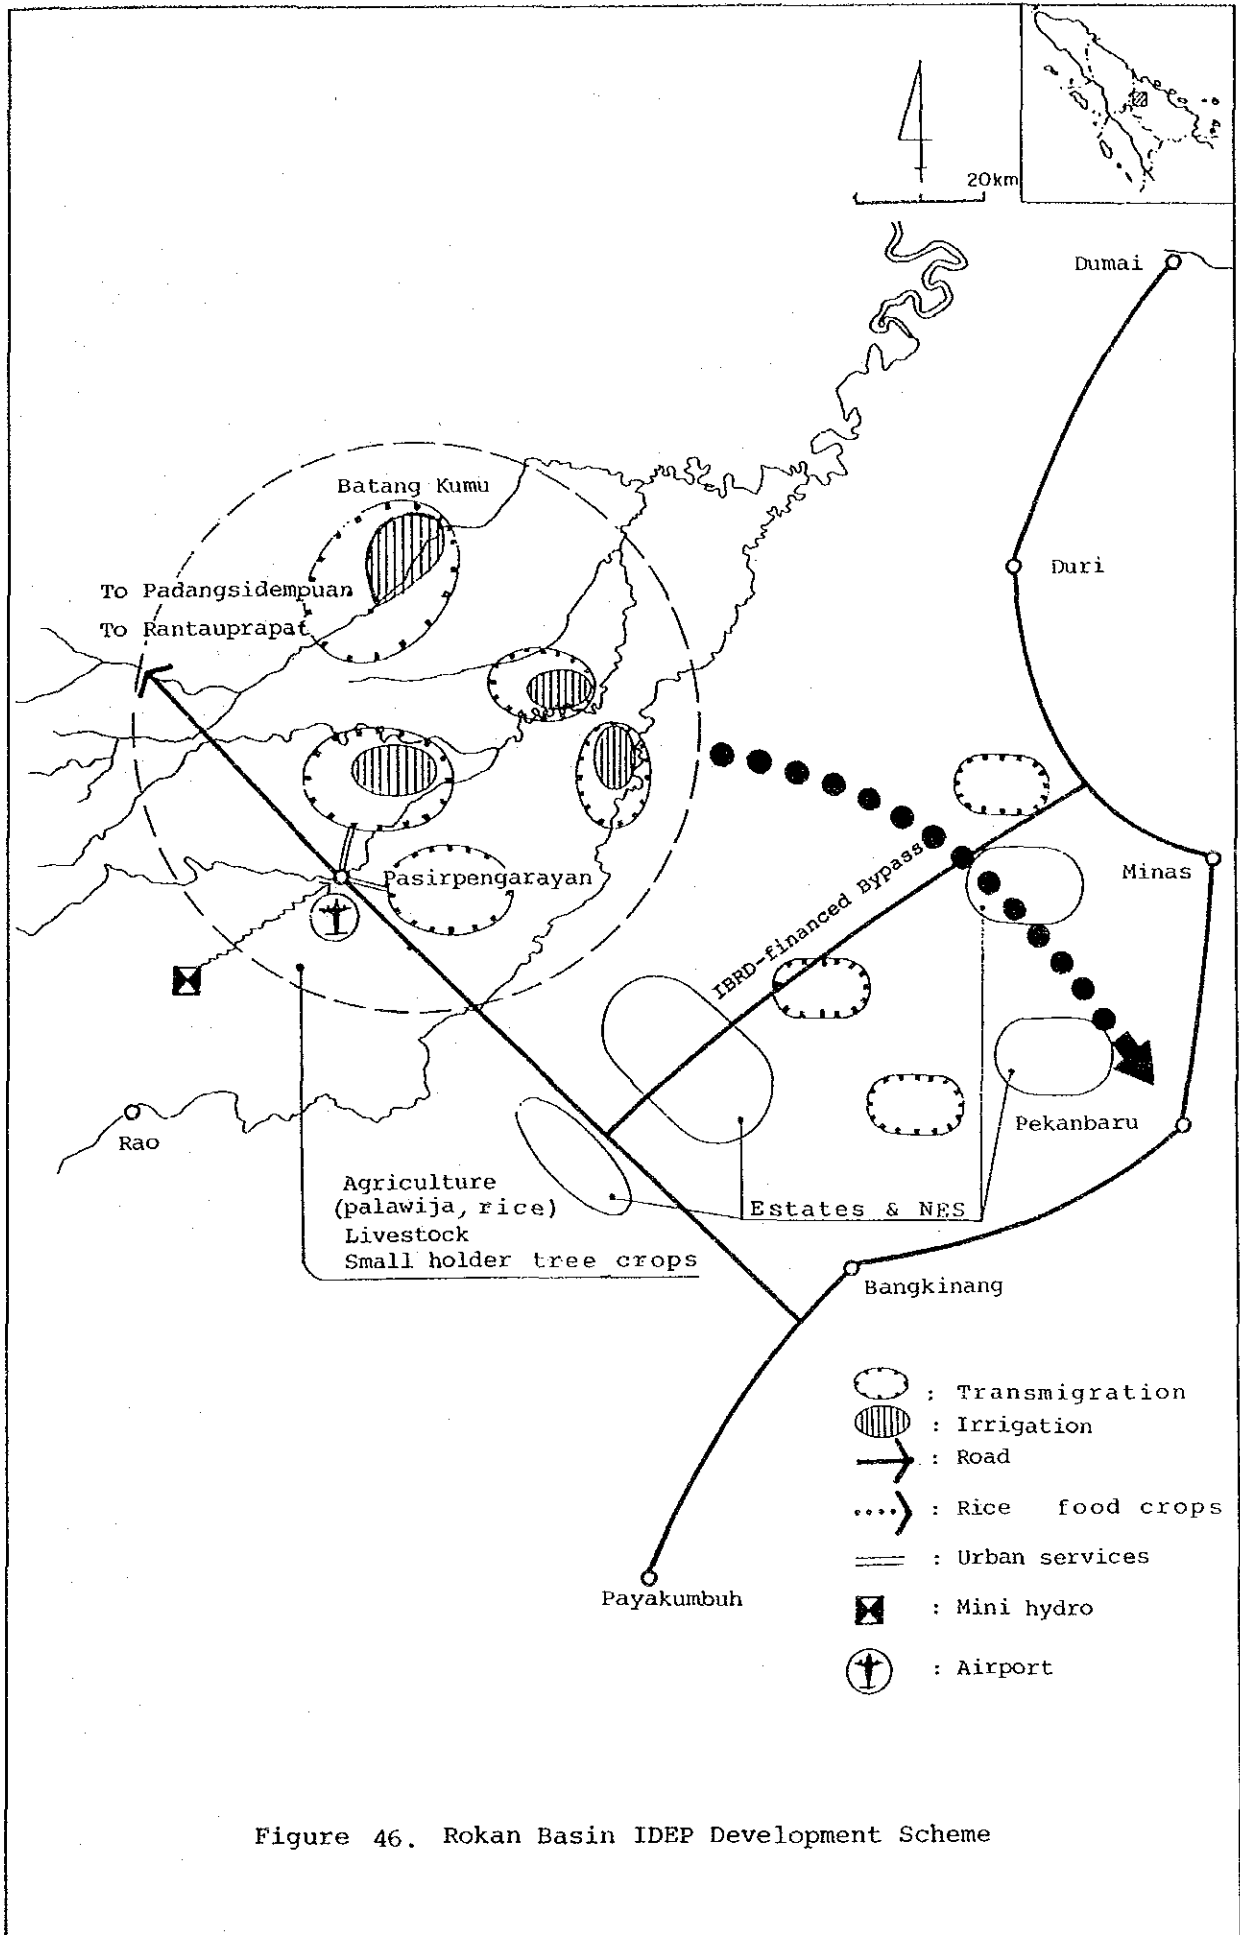 20km
Dumai
Batang Kumu
Duri
To Padangsidempuan
To Rantauprapat
IBRD-financed Bypass
Minas
Pasirpengarayan
Pekanbaru
Rao
Agriculture
(palawija, rice)
Livestock
Small holder tree crops
Estates & NES
Bangkinang
: Transmigration
: Irrigation
: Road
: Rice food crops
: Urban services
: Mini hydro
: Airport
Payakumbuh
Figure 46. Rokan Basin IDEP Development Scheme